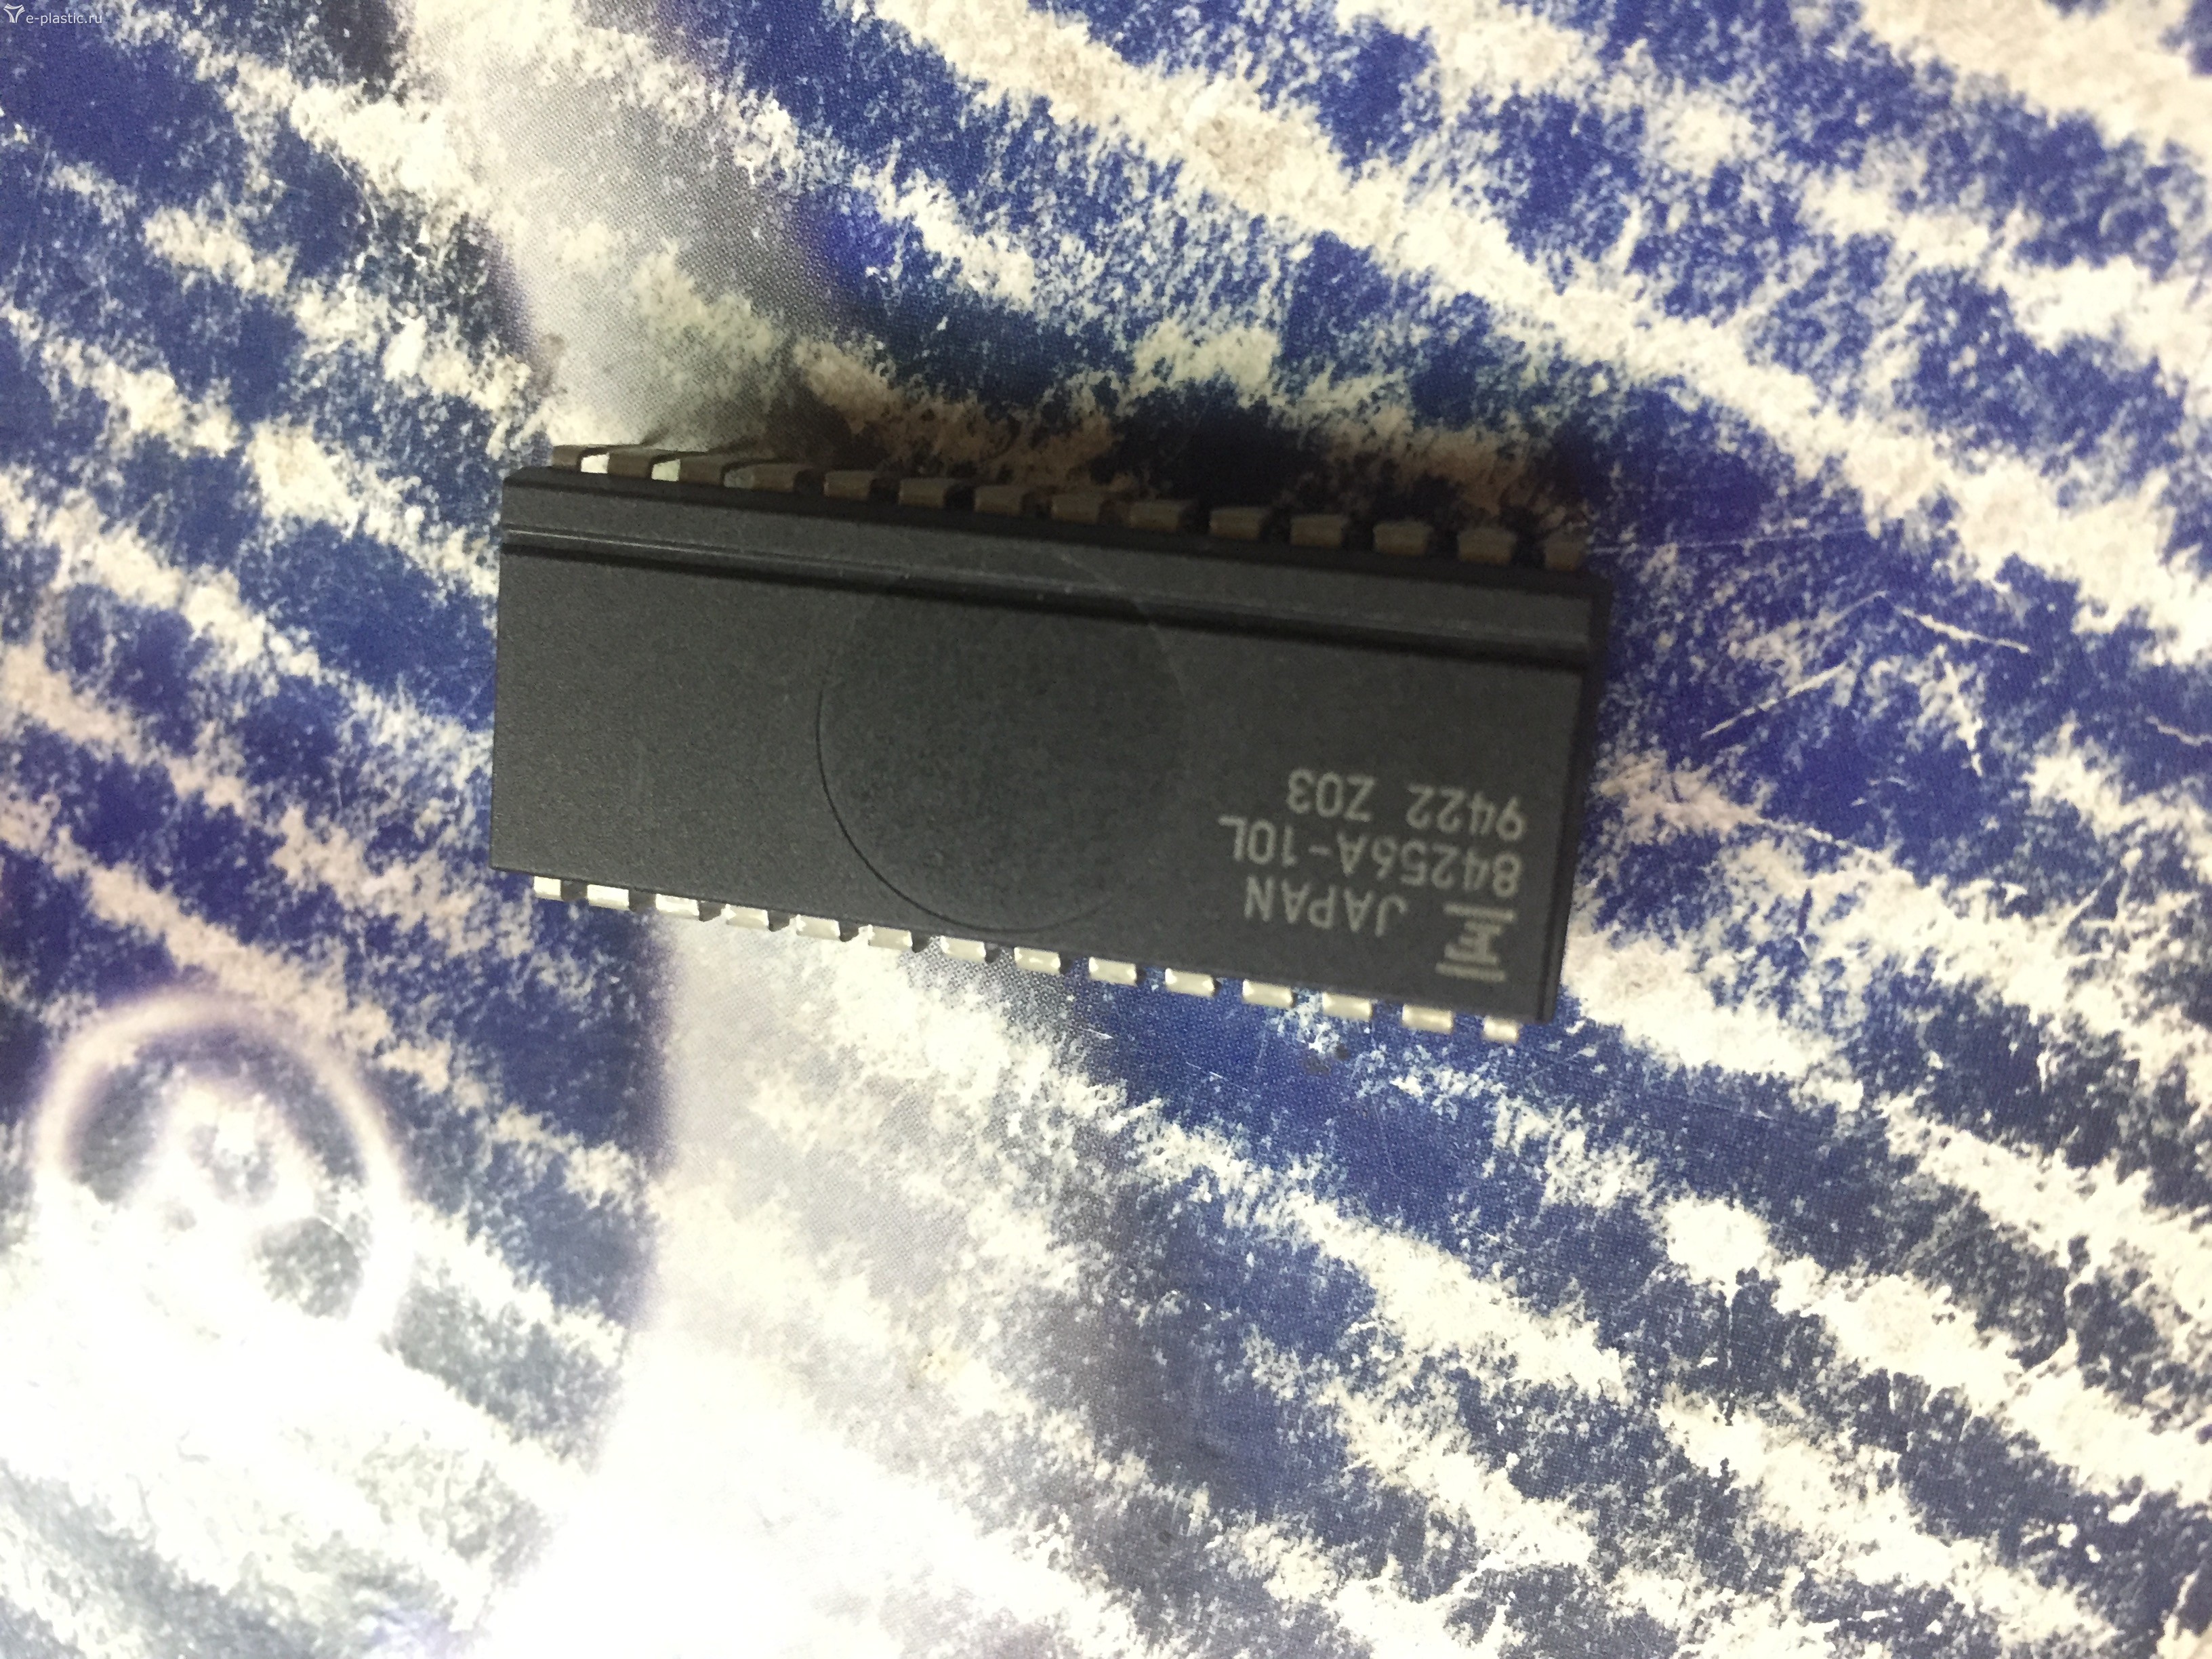 e-plastic.ru
JAPAN
84256A-10L
9422 Z03